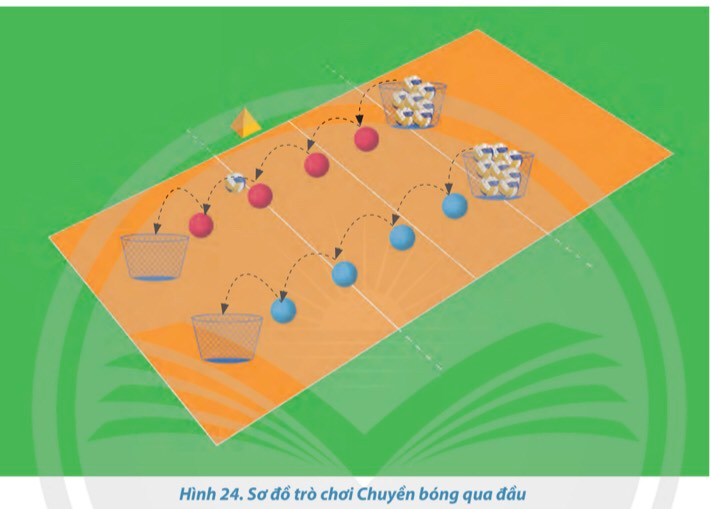 Hình 24. Sơ đồ trò chơi Chuyền bóng qua đầu